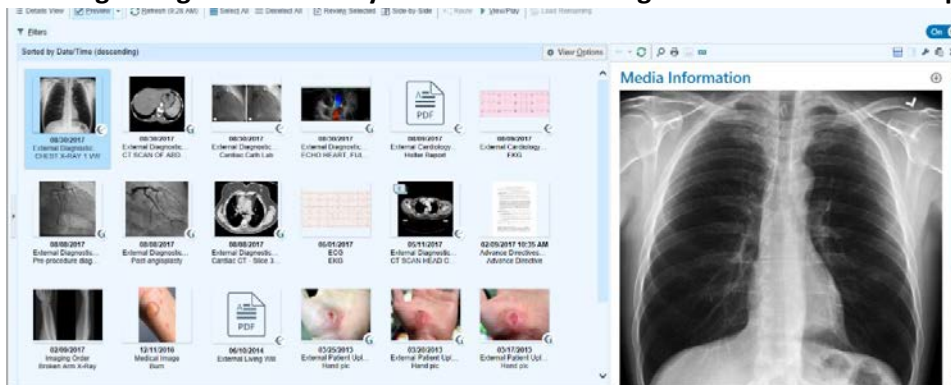 Details View Preview Refresh (9:28 AM) Select All Deselect All Review Selected Side-by-Side Route View/Play Load Remaining
Filters
On
Sorted by Date/Time (descending)
View Options
Media Information
PDF
08/30/2017
External Diagnostic...
CHEST X-RAY 1 VW
08/30/2017
External Diagnostic...
CT SCAN OF ABD...
08/30/2017
External Diagnostic...
Cardiac Cath Lab
08/30/2017
External Diagnostic...
ECHO HEART, FUL...
08/09/2017
External Cardiology...
Holter Report
08/09/2017
External Cardiology...
EKG
08/08/2017
External Diagnostic...
Pre-procedure diag...
08/08/2017
External Diagnostic...
Post-angioplasty
08/08/2017
External Diagnostic...
Cardiac CT - Slice 3...
06/01/2017
ECG
EKG
05/11/2017
External Diagnostic...
CT SCAN HEAD C...
02/09/2017 10:35 AM
Advance Directives...
Advance Directive
PDF
02/09/2017
Imaging Order
Broken Arm X-Ray
12/11/2016
Medical Image
Burn
06/10/2014
External Living Will
03/25/2013
External Patient Upl...
Hand pic
03/20/2013
External Patient Upl...
Hand pic
03/17/2013
External Patient Upl...
Hand pic